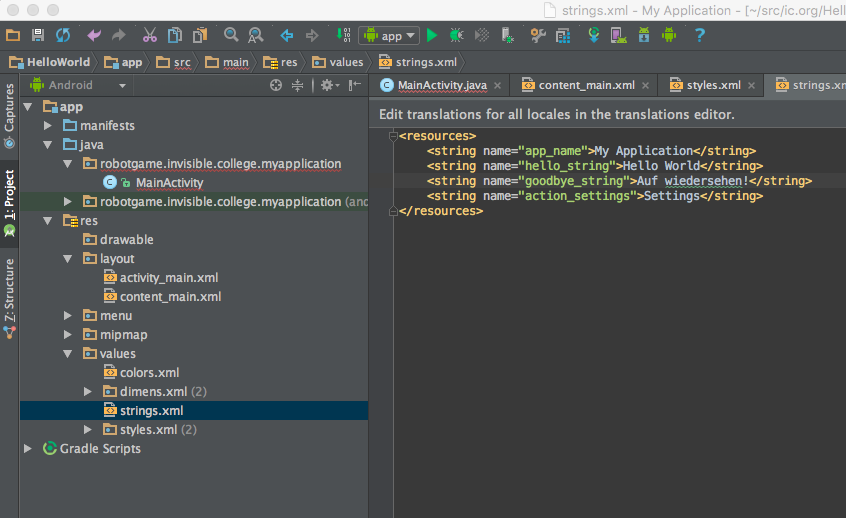 strings.xml - My Application - [~/src/ic.org/Hell
app
HelloWorld app src main res values strings.xml
Captures
1: Project
Z: Structure
Android
app
manifests
java
robotgame.invisible.college.myapplication
MainActivity
robotgame.invisible.college.myapplication (and
res
drawable
layout
activity_main.xml
content_main.xml
menu
mipmap
values
colors.xml
dimens.xml (2)
strings.xml
styles.xml (2)
Gradle Scripts
MainActivity.java content_main.xml styles.xml strings.xm
Edit translations for all locales in the translations editor.
<resources>
<string name="app_name">My Application</string>
<string name="hello_string">Hello World</string>
<string name="goodbye_string">Auf wiedersehen!</string>
<string name="action_settings">Settings</string>
</resources>